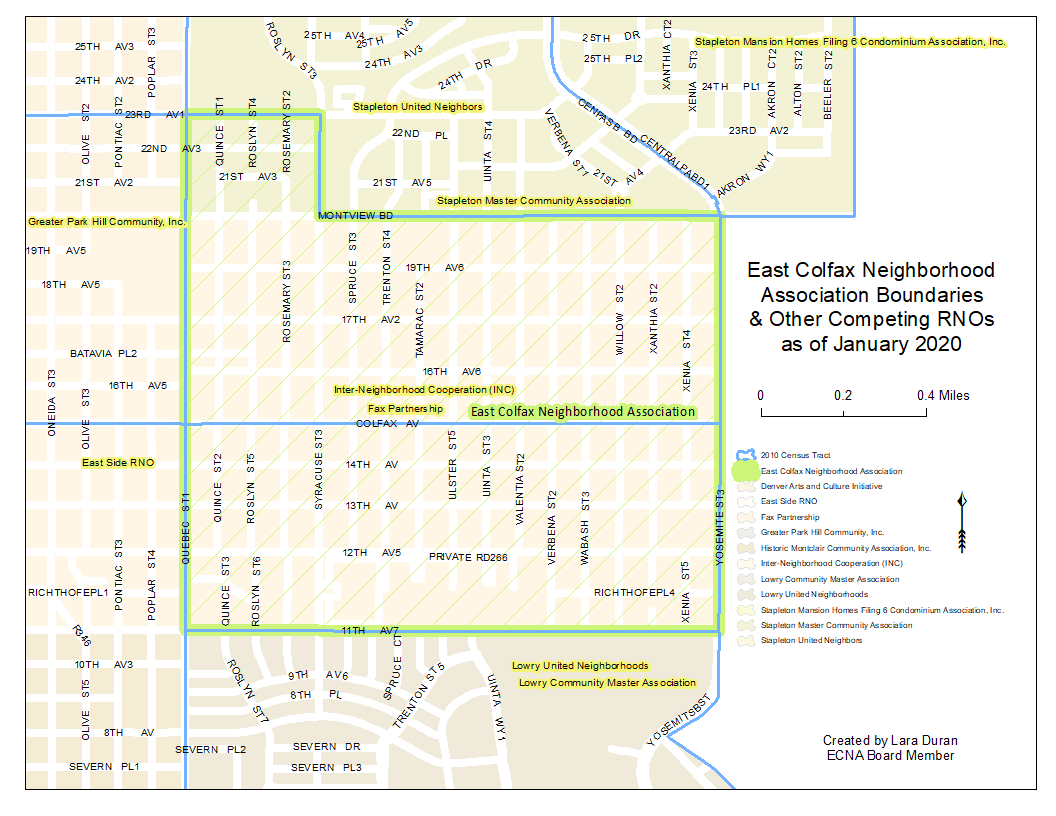 25TH AV3
POPLAR ST3
ROSLYN ST3
25TH AV4
25TH AV5
24TH AV3
24TH DR
25TH DR
25TH PL2
XANTHIA CT2
Stapleton Mansion Homes Filing 6 Condominium Association, Inc.
XENIA ST3
24TH PL1
AKRON CT2
ALTON ST2
BEELER ST2
24TH AV2
OLIVE ST2
PONTIAC ST2
23RD AV1
QUINCE ST1
ROSLYN ST4
ROSEMARY ST2
Stapleton United Neighbors
22ND PL
UINTA ST4
VERBENA ST1
CENPASB BD
CENTRALPABD1
23RD AV2
22ND AV3
21ST AV2
21ST AV3
21ST AV5
21ST AV4
AKRON WY1
Stapleton Master Community Association
Greater Park Hill Community, Inc.
MONTVIEW BD
19TH AV5
18TH AV5
ROSEMARY ST3
SPRUCE ST3
TRENTON ST4
19TH AV6
TAMARAC ST2
17TH AV2
WILLOW ST2
XANTHIA ST2
XENIA ST4
East Colfax Neighborhood
Association Boundaries
& Other Competing RNOs
as of January 2020
BATAVIA PL2
16TH AV5
16TH AV6
ONEIDA ST3
OLIVE ST3
Inter-Neighborhood Cooperation (INC)
Fax Partnership
East Colfax Neighborhood Association
COLFAX AV
0 0.2 0.4 Miles
East Side RNO
QUINCE ST2
ROSLYN ST5
SYRACUSE ST3
14TH AV
ULSTER ST5
UINTA ST3
VALENTIA ST2
13TH AV
VERBENA ST2
WABASH ST3
QUEBEC ST1
YOSEMITE ST3
12TH AV5
PRIVATE RD266
2010 Census Tract
East Colfax Neighborhood Association
Denver Arts and Culture Initiative
East Side RNO
Fax Partnership
Greater Park Hill Community, Inc.
Historic Montclair Community Association, Inc.
Inter-Neighborhood Cooperation (INC)
Lowry Community Master Association
Lowry United Neighborhoods
Stapleton Mansion Homes Filing 6 Condominium Association, Inc.
Stapleton Master Community Association
Stapleton United Neighbors
PONTIAC ST3
POPLAR ST4
RICHTHOFEPL1
QUINCE ST3
ROSLYN ST6
RICHTHOFEPL4
XENIA ST5
11TH AV7
R346
10TH AV3
OLIVE ST5
8TH AV
SEVERN PL1
ROSLYN ST7
9TH AV6
8TH PL
SPRUCE CT
TRENTON ST5
UINTA WY1
SEVERN PL2
SEVERN DR
SEVERN PL3
Lowry United Neighborhoods
Lowry Community Master Association
YOSEMITSBST
Created by Lara Duran
ECNA Board Member